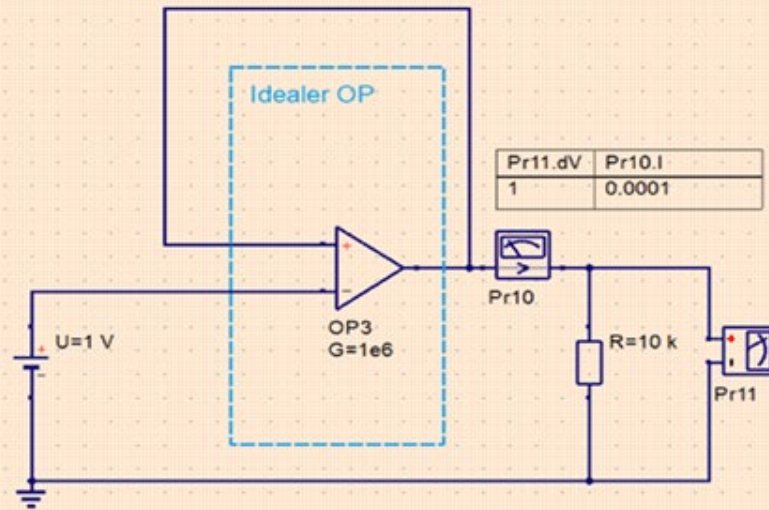 Idealer OP
Pr11.dV Pr10.I
1 0.0001
+
Pr10
−
OP3
G=1e6
U=1 V
+
−
R=10 k
Pr11